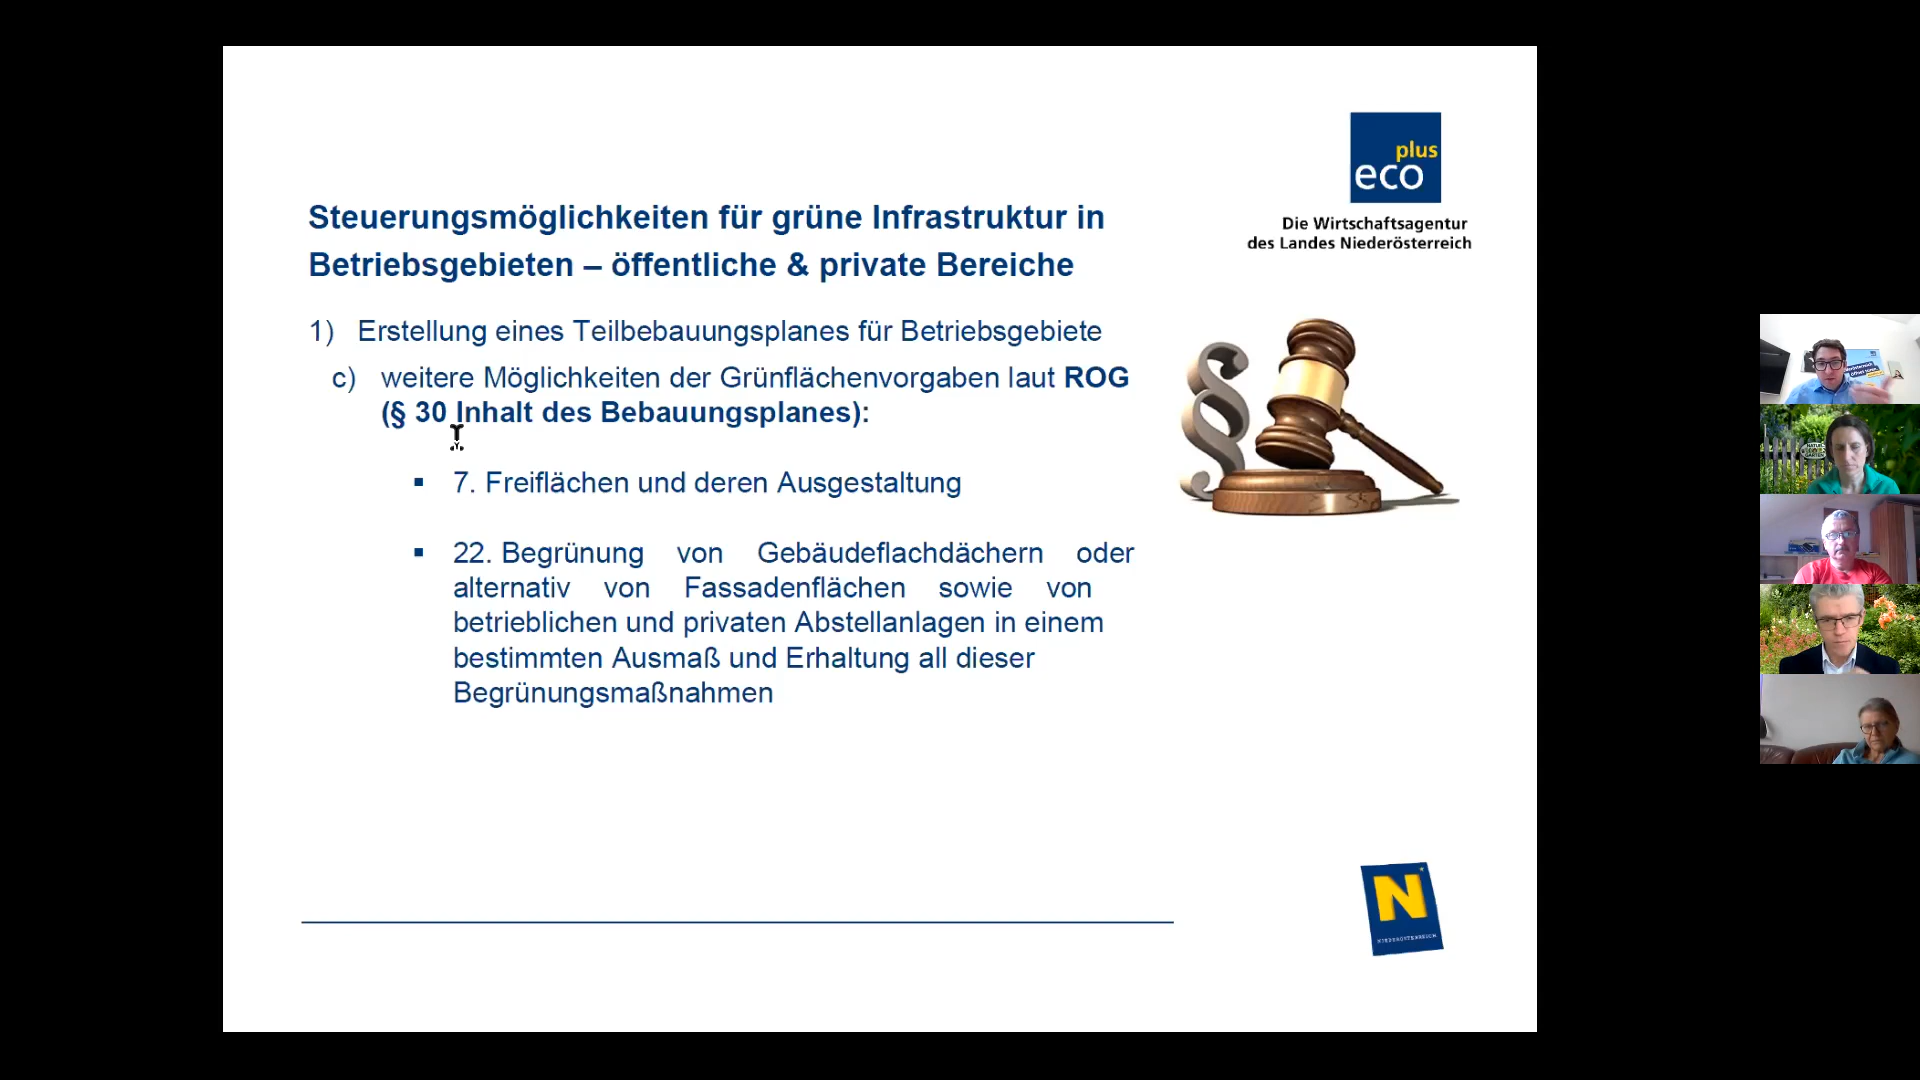 plus
eco
Die Wirtschaftsagentur
des Landes Niederösterreich
Steuerungsmöglichkeiten für grüne Infrastruktur in
Betriebsgebieten – öffentliche & private Bereiche
1) Erstellung eines Teilbebauungsplanes für Betriebsgebiete
c) weitere Möglichkeiten der Grünflächenvorgaben laut ROG
(§ 30 Inhalt des Bebauungsplanes):
▪ 7. Freiflächen und deren Ausgestaltung
▪ 22. Begrünung von Gebäudeflachdächern oder
alternativ von Fassadenflächen sowie von
betrieblichen und privaten Abstellanlagen in einem
bestimmten Ausmaß und Erhaltung all dieser
Begrünungsmaßnahmen
N
NIEDERÖSTERREICH